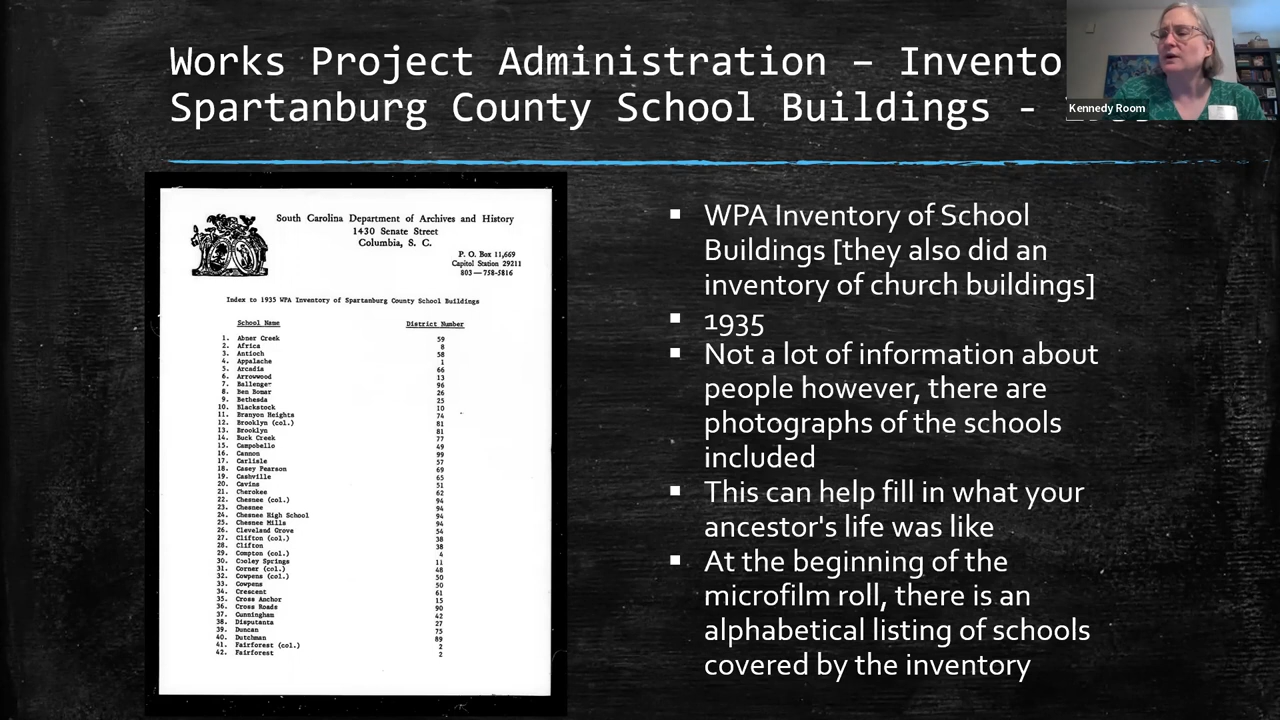 Works Project Administration – Invento
Spartanburg County School Buildings -
Kennedy Room
South Carolina Department of Archives and History
1430 Senate Street
Columbia, S. C.
P. O. Box 11,669
Capitol Station 29211
803—758-5816
Index to 1935 WPA Inventory of Spartanburg County School Buildings
School Name District Number
1. Abner Creek 59
2. Africa 8
3. Antioch 58
4. Appalache 1
5. Arcadia 66
6. Arrowood 13
7. Ballenger 96
8. Ben Bomar 26
9. Bethesda 25
10. Blackstock 10
11. Branyon Heights 74
12. Brooklyn (col.) 81
13. Brooklyn 81
14. Buck Creek 77
15. Campobello 49
16. Cannon 99
17. Carlisle 57
18. Casey Pearson 69
19. Cashville 65
20. Cavins 51
21. Cherokee 62
22. Chesnee (col.) 94
23. Chesnee 94
24. Chesnee High School 94
25. Chesnee Mills 94
26. Cleveland Grove 54
27. Clifton (col.) 38
28. Clifton 38
29. Compton (col.) 4
30. Cooley Springs 11
31. Corner (col.) 48
32. Cowpens (col.) 50
33. Cowpens 50
34. Crescent 61
35. Cross Anchor 15
36. Cross Roads 90
37. Cunningham 42
38. Disputanta 27
39. Duncan 75
40. Dutchman 89
41. Fairforest (col.) 2
42. Fairforest 2
▪ WPA Inventory of School
Buildings [they also did an
inventory of church buildings]
▪ 1935
▪ Not a lot of information about
people however, there are
photographs of the schools
included
▪ This can help fill in what your
ancestor's life was like
▪ At the beginning of the
microfilm roll, there is an
alphabetical listing of schools
covered by the inventory